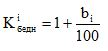 K^i_бедн = 1 + b_i/100